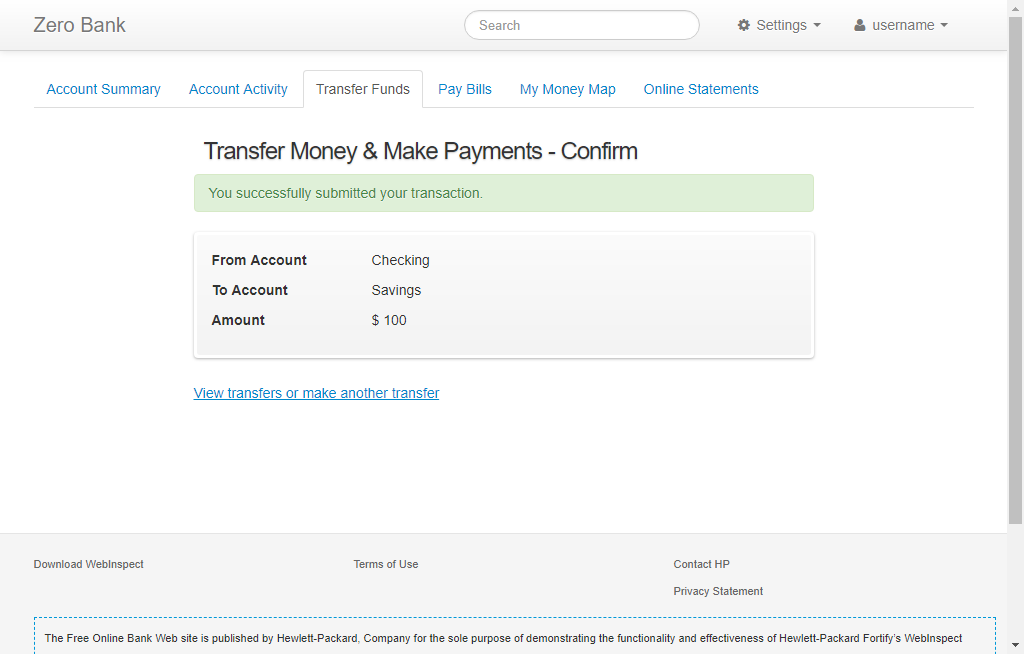 Zero Bank
Search
Settings
username
Account Summary
Account Activity
Transfer Funds
Pay Bills
My Money Map
Online Statements
Transfer Money & Make Payments - Confirm
You successfully submitted your transaction.
From Account Checking
To Account Savings
Amount $ 100
View transfers or make another transfer
Download WebInspect
Terms of Use
Contact HP
Privacy Statement
The Free Online Bank Web site is published by Hewlett-Packard, Company for the sole purpose of demonstrating the functionality and effectiveness of Hewlett-Packard Fortify's WebInspect